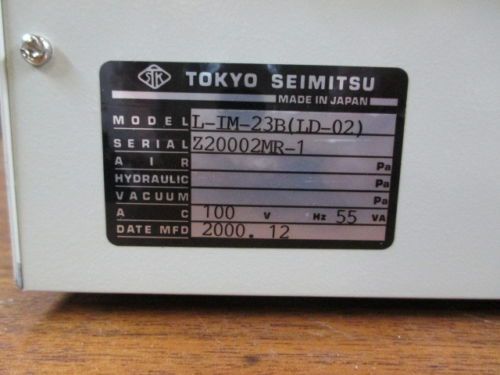 TSK TOKYO SEIMITSU
MADE IN JAPAN
MODEL L-IM-23B(LD-02)
SERIAL Z20002MR-1
AIR Pa
HYDRAULIC Pa
VACUUM Pa
AC 100 V Hz 55 VA
DATE MFD 2000. 12